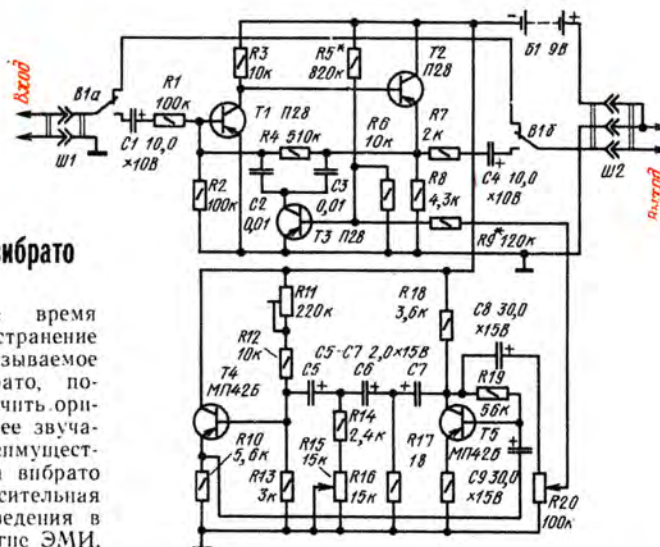 Вход
В1а
R1
100к
С1 10,0
×10В
Ш1
R3
10к
R5*
820к
T2
П28
Б1 9В
T1 П28
R4 510к
R6
10к
R7
2к
В1б
Ш2
R2
100к
C2
0,01
C3
0,01
T3 П28
R8
4,3к
C4 10,0
×10В
R9* 120к
Выход
вибрато
е время
странение
зываемое
рато, по-
чить ори-
ее звуча-
еимущест-
а вибрато
сительная
ведения в
гие ЭМИ.
R11
220к
R12
10к
T4
МП42Б
R10
5,6к
R13
3к
C5-C7 2,0×15В
C5
C6
C7
R14
2,4к
R15
15к
R16
15к
R17
18
R18
3,6к
C8 30,0
×15В
R19
56к
T5
МП42Б
C9 30,0
×15В
R20
100к